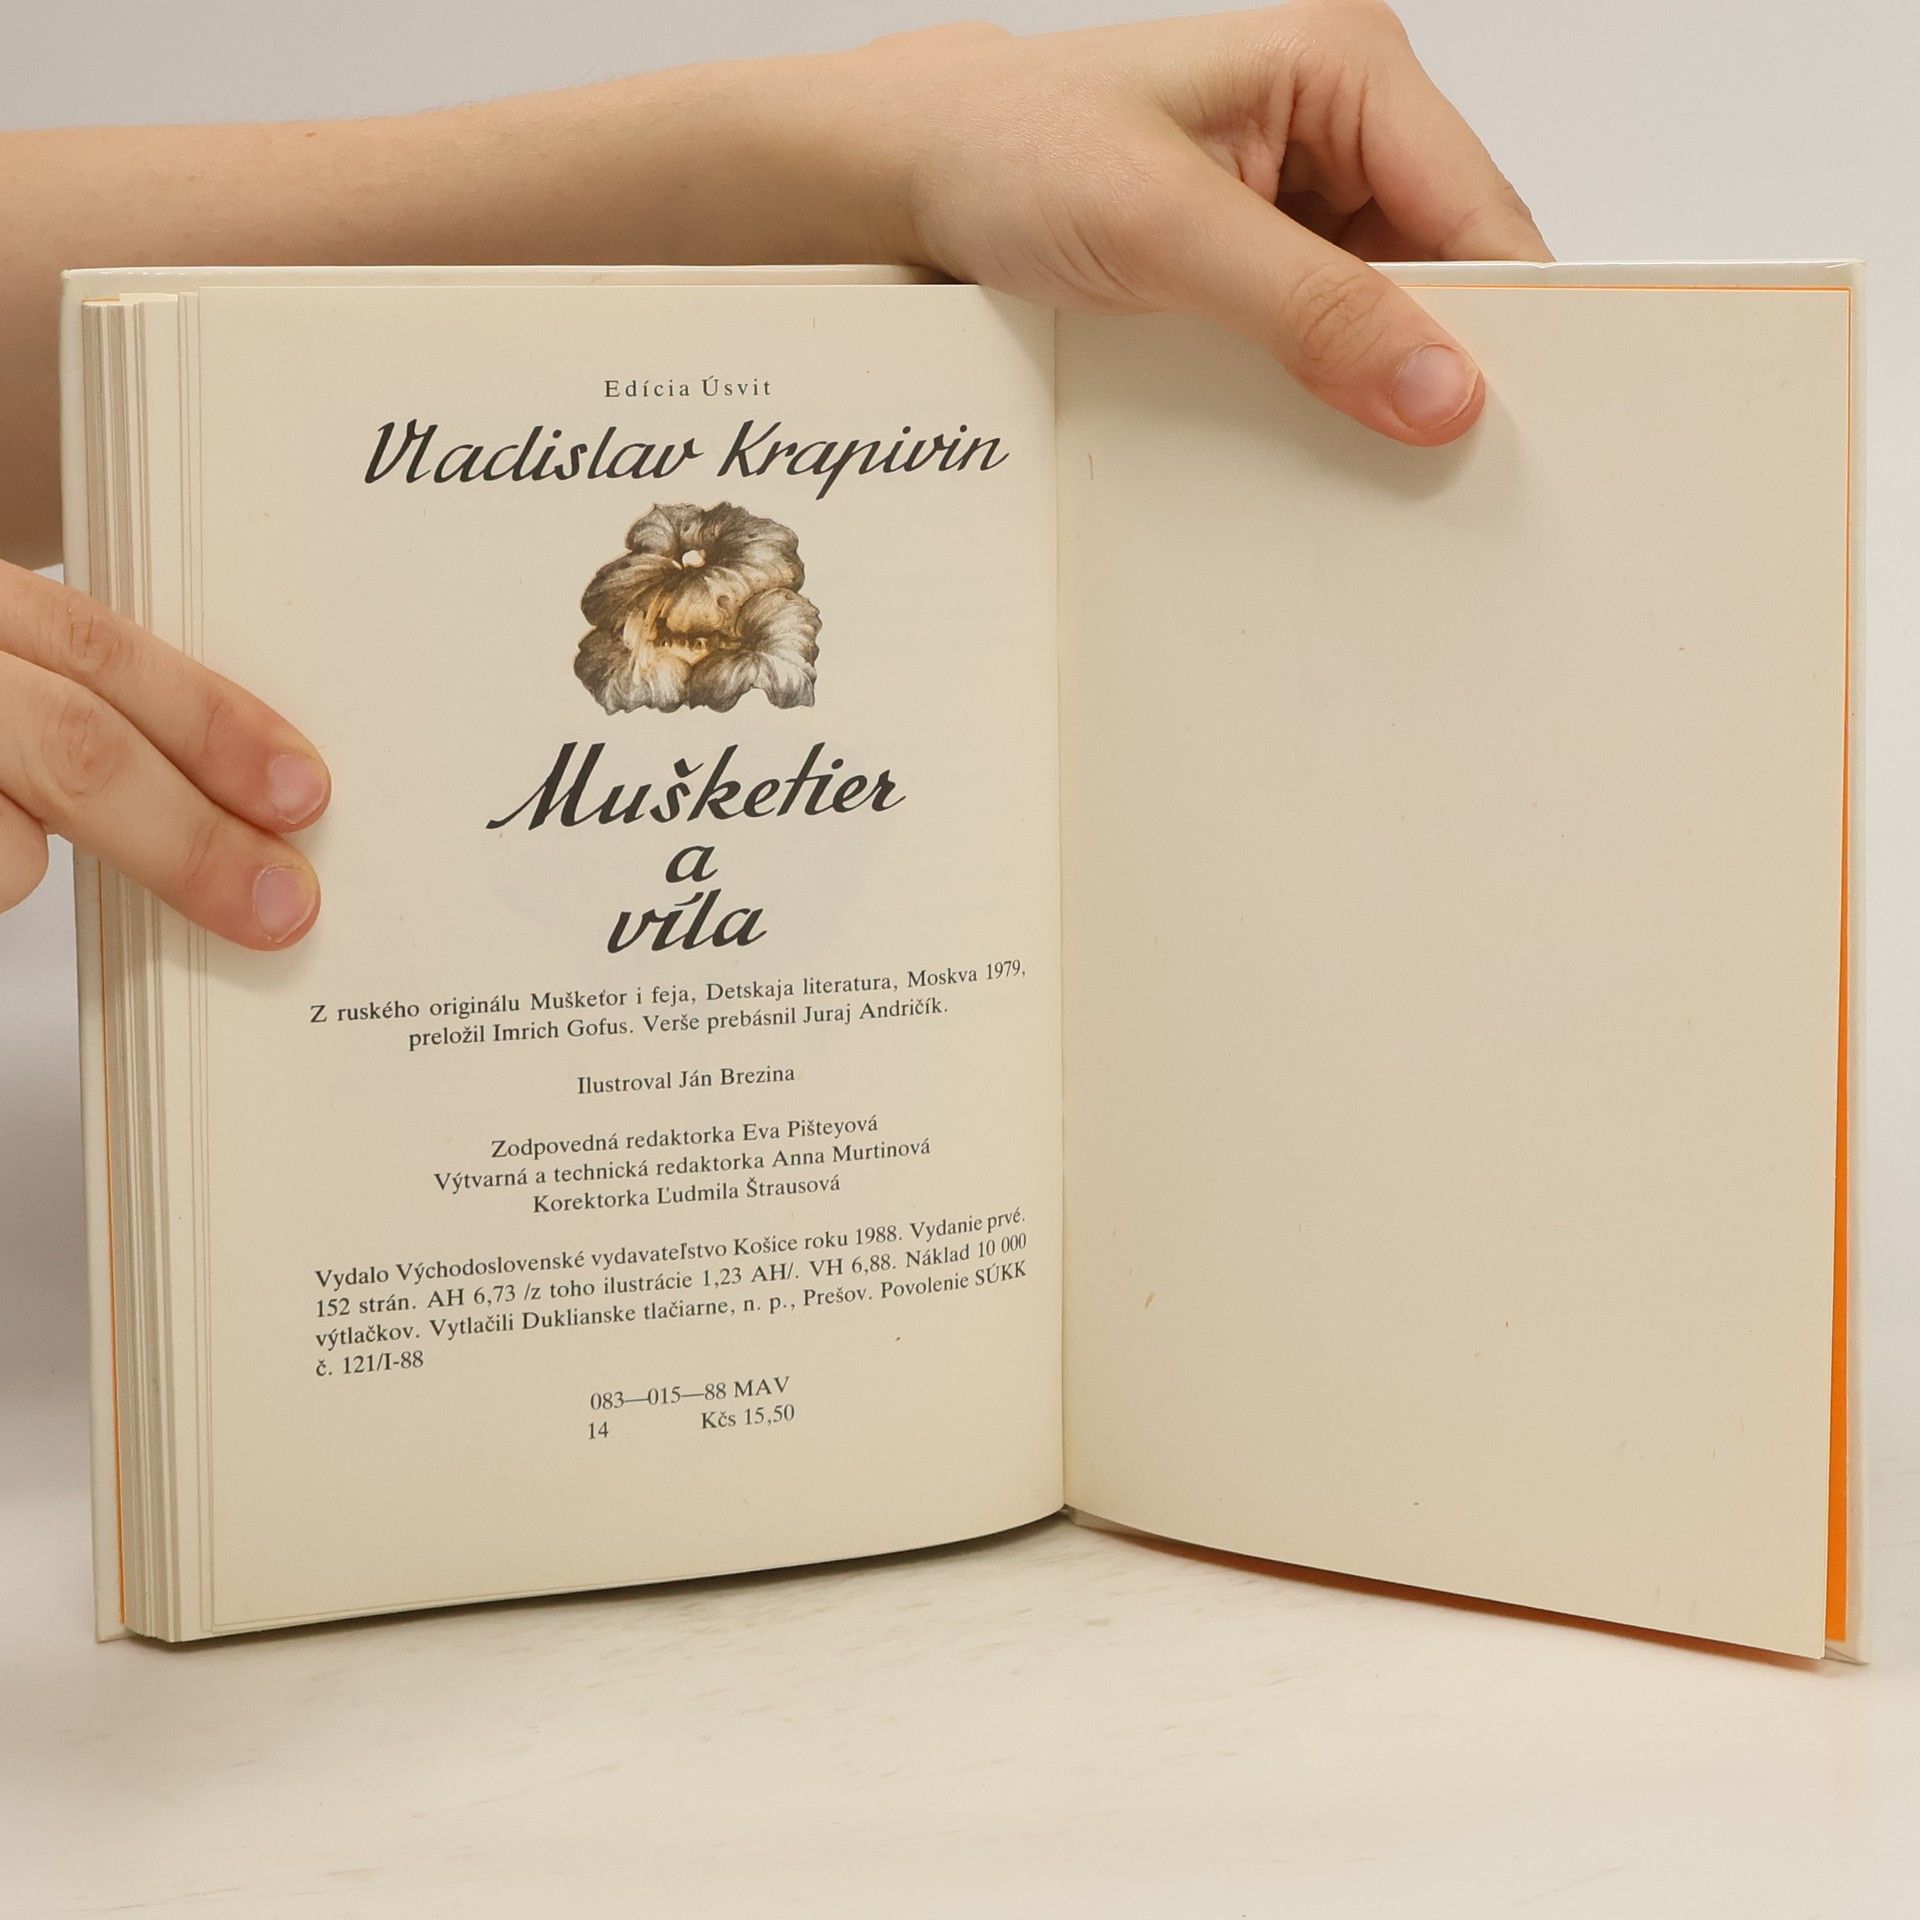 Edícia Úsvit
Vladislav Krapivin
Mušketier
a
víla
Z ruského originálu Muškeťor i feja, Detskaja literatura, Moskva 1979,
preložil Imrich Gofus. Verše prebásnil Juraj Andričík.
Ilustroval Ján Brezina
Zodpovedná redaktorka Eva Pišteyová
Výtvarná a technická redaktorka Anna Murtinová
Korektorka Ľudmila Štrausová
Vydalo Východoslovenské vydavateľstvo Košice roku 1988. Vydanie prvé.
152 strán. AH 6,73 /z toho ilustrácie 1,23 AH/. VH 6,88. Náklad 10 000
výtlačkov. Vytlačili Duklianske tlačiarne, n. p., Prešov. Povolenie SÚKK
č. 121/I-88
083—015—88 MAV
14 Kčs 15,50